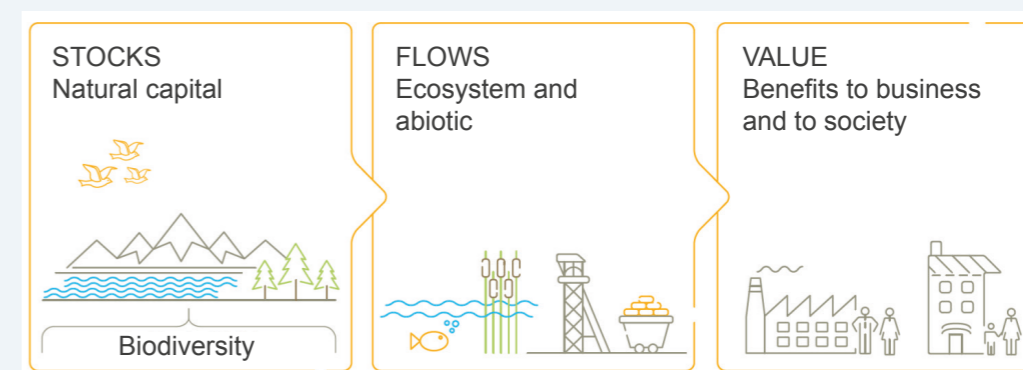 STOCKS
Natural capital
Biodiversity
FLOWS
Ecosystem and
abiotic
VALUE
Benefits to business
and to society